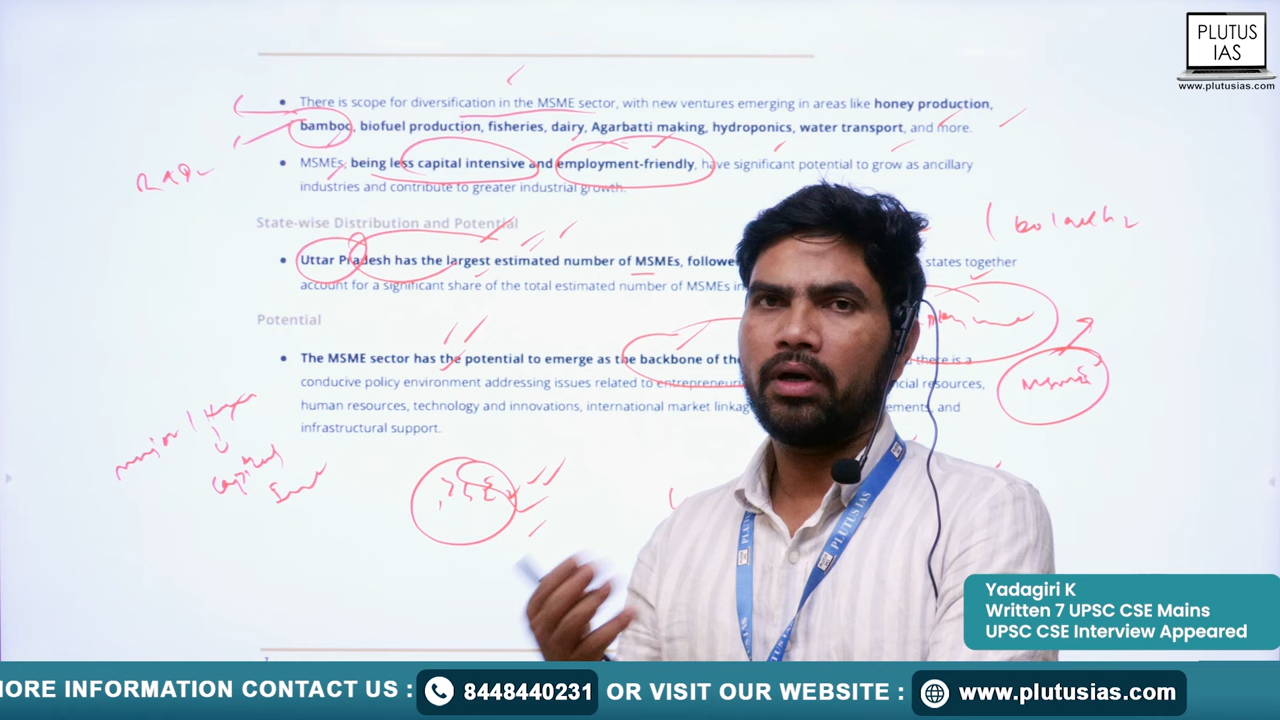 PLUTUS
IAS
www.plutusias.com
• There is scope for diversification in the MSME sector, with new ventures emerging in areas like honey production,
bamboo, biofuel production, fisheries, dairy, Agarbatti making, hydroponics, water transport, and more.
• MSMEs, being less capital intensive and employment-friendly, have significant potential to grow as ancillary
industries and contribute to greater industrial growth.
State-wise Distribution and Potential
• Uttar Pradesh has the largest estimated number of MSMEs, followe states together
account for a significant share of the total estimated number of MSMEs in
Potential
• The MSME sector has the potential to emerge as the backbone of the there is a
conducive policy environment addressing issues related to entrepreneu ncial resources,
human resources, technology and innovations, international market linkag ements, and
infrastructural support.
PLUTUS IAS
PLUTUS IAS
Yadagiri K
Written 7 UPSC CSE Mains
UPSC CSE Interview Appeared
MORE INFORMATION CONTACT US : 8448440231 OR VISIT OUR WEBSITE : www.plutusias.com